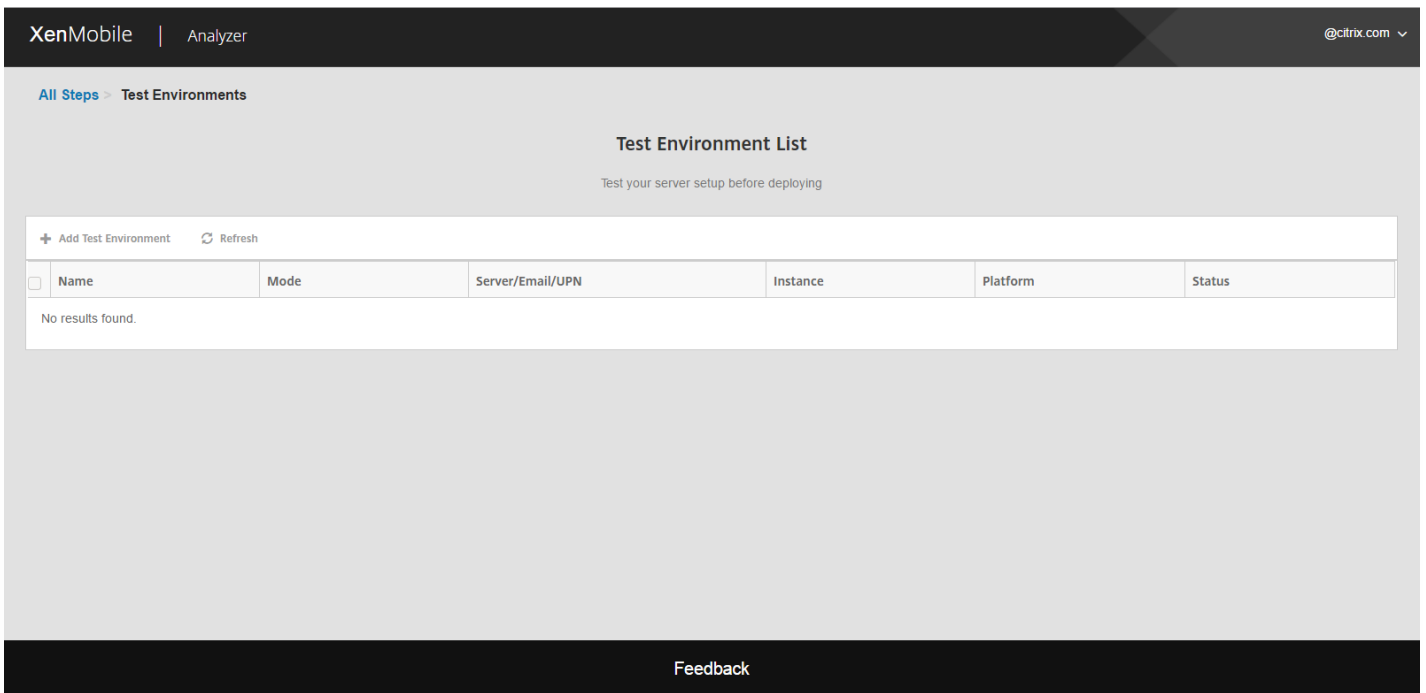 XenMobile | Analyzer @citrix.com
All Steps > Test Environments
Test Environment List
Test your server setup before deploying
Add Test Environment Refresh
Name Mode Server/Email/UPN Instance Platform Status
No results found.
Feedback